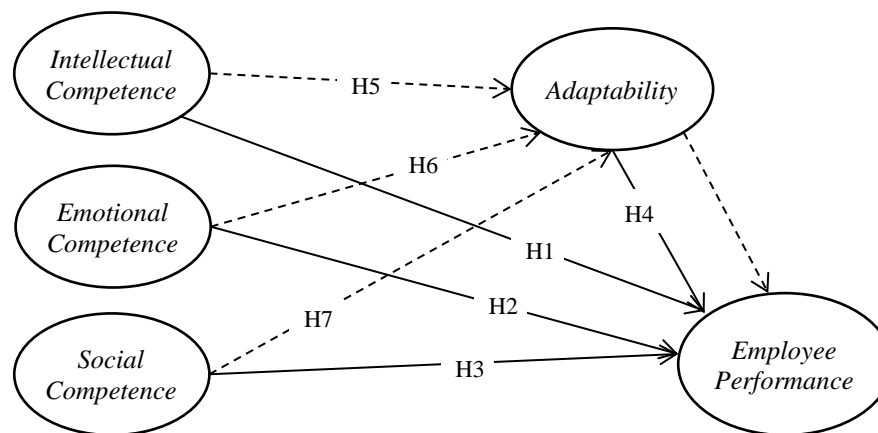 Intellectual
Competence
H5
Adaptability
H6
Emotional
Competence
H4
H1
H2
H7
Social
Competence
H3
Employee
Performance